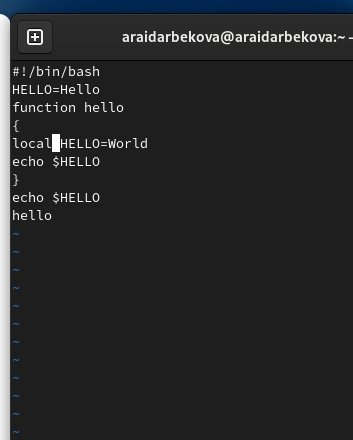 araidarbekova@araidarbekova:~ –
#!/bin/bash
HELLO=Hello
function hello
{
local HELLO=World
echo $HELLO
}
echo $HELLO
hello
~
~
~
~
~
~
~
~
~
~
~
~